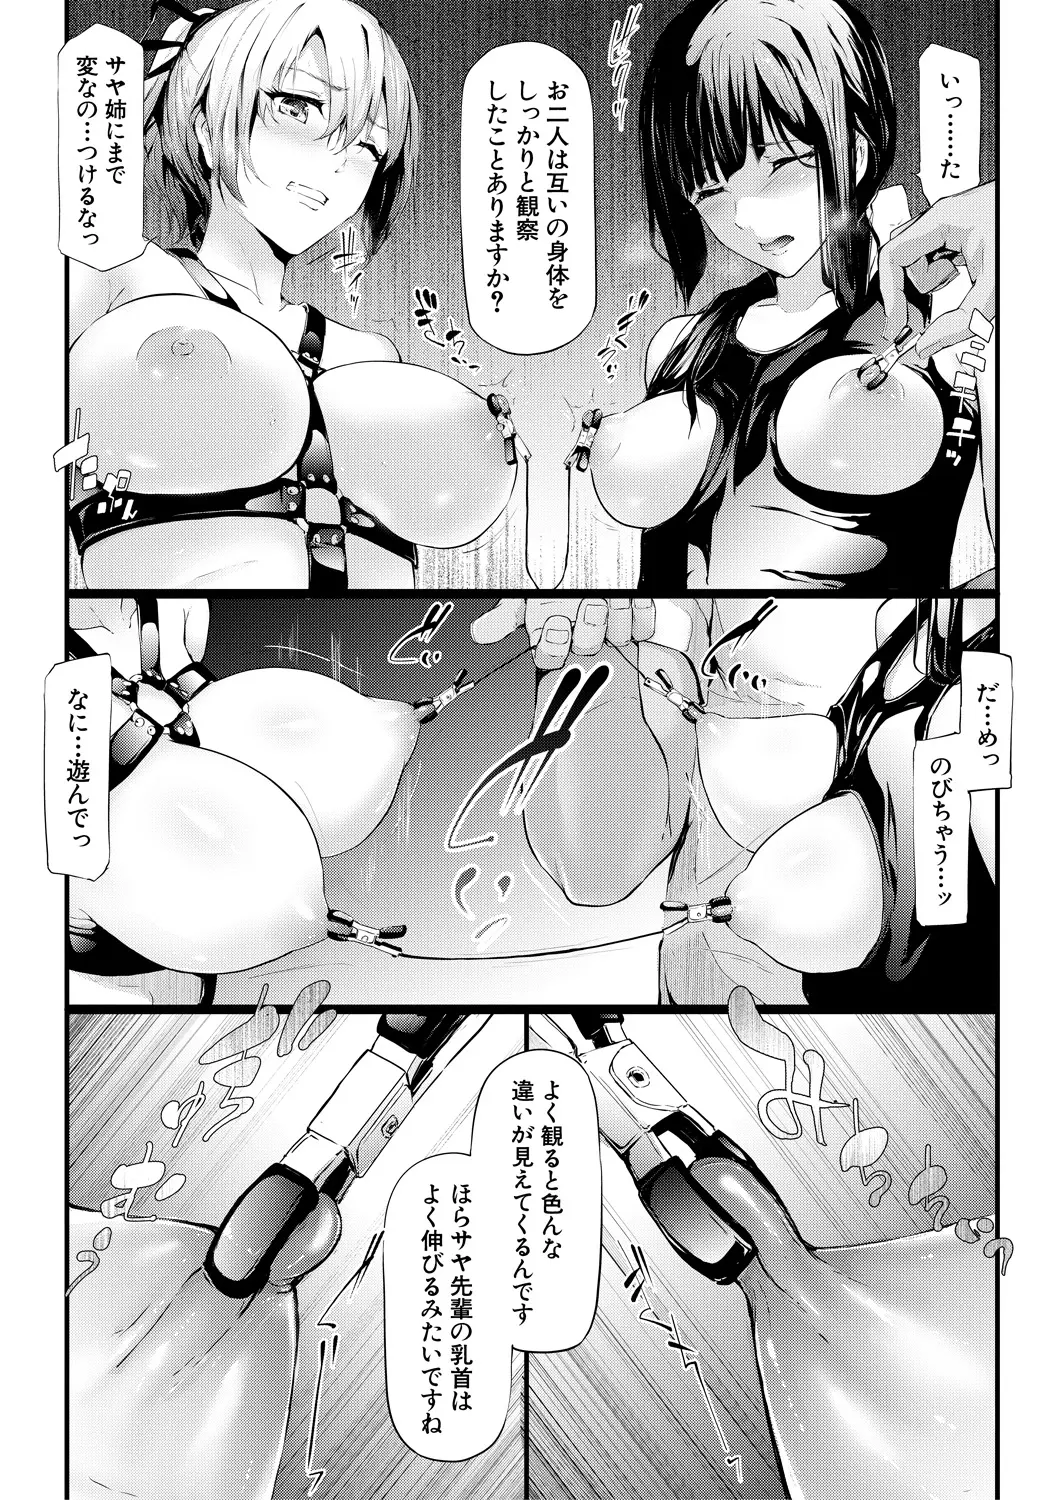 いっ……た
お二人は互いの身体を
しっかりと観察
したことありますか？
サヤ姉にまで
変なの…つけるなっ
だ…めっ
のびちゃう…ッ
なに…遊んでっ
よく観ると色んな
違いが見えてくるんです
ほらサヤ先輩の乳首は
よく伸びるみたいですね